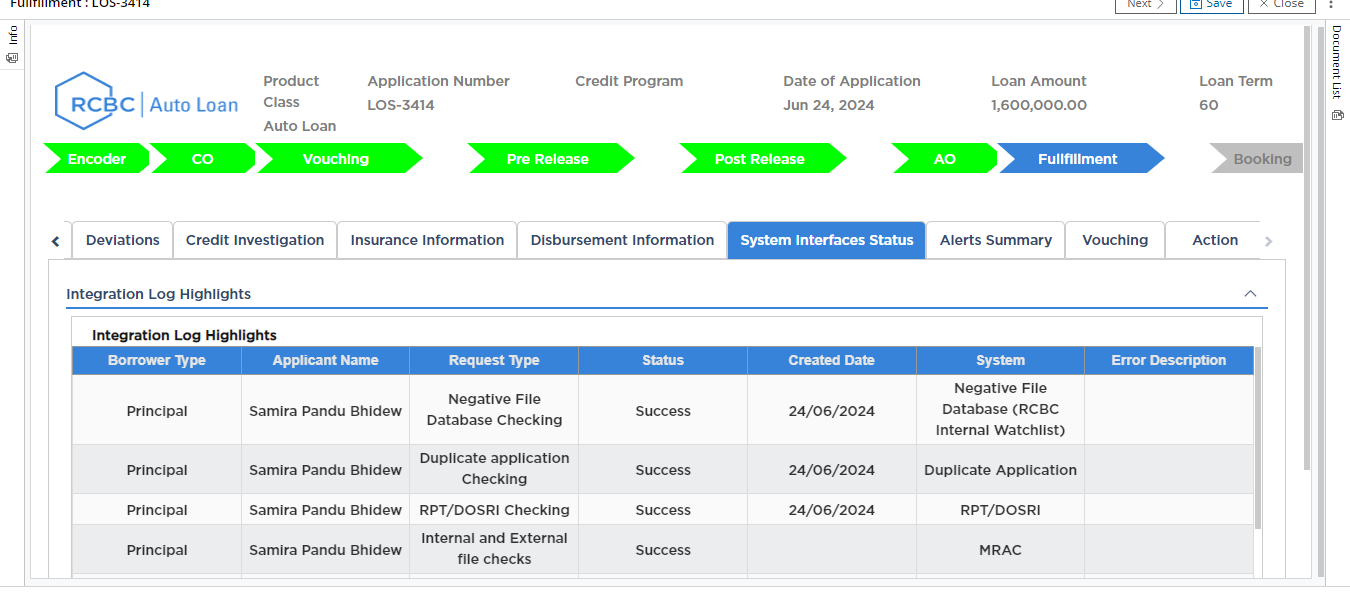 Fullfillment : LOS-3414
Next
Save
Close
Info
Document List
RCBC | Auto Loan
Product Class
Auto Loan
Application Number
LOS-3414
Credit Program
Date of Application
Jun 24, 2024
Loan Amount
1,600,000.00
Loan Term
60
Encoder CO Vouching Pre Release Post Release AO Fullfillment Booking
Deviations Credit Investigation Insurance Information Disbursement Information System Interfaces Status Alerts Summary Vouching Action
Integration Log Highlights
Integration Log Highlights
Borrower Type Applicant Name Request Type Status Created Date System Error Description
Principal Samira Pandu Bhidew Negative File Database Checking Success 24/06/2024 Negative File Database (RCBC Internal Watchlist)
Principal Samira Pandu Bhidew Duplicate application Checking Success 24/06/2024 Duplicate Application
Principal Samira Pandu Bhidew RPT/DOSRI Checking Success 24/06/2024 RPT/DOSRI
Principal Samira Pandu Bhidew Internal and External file checks Success MRAC